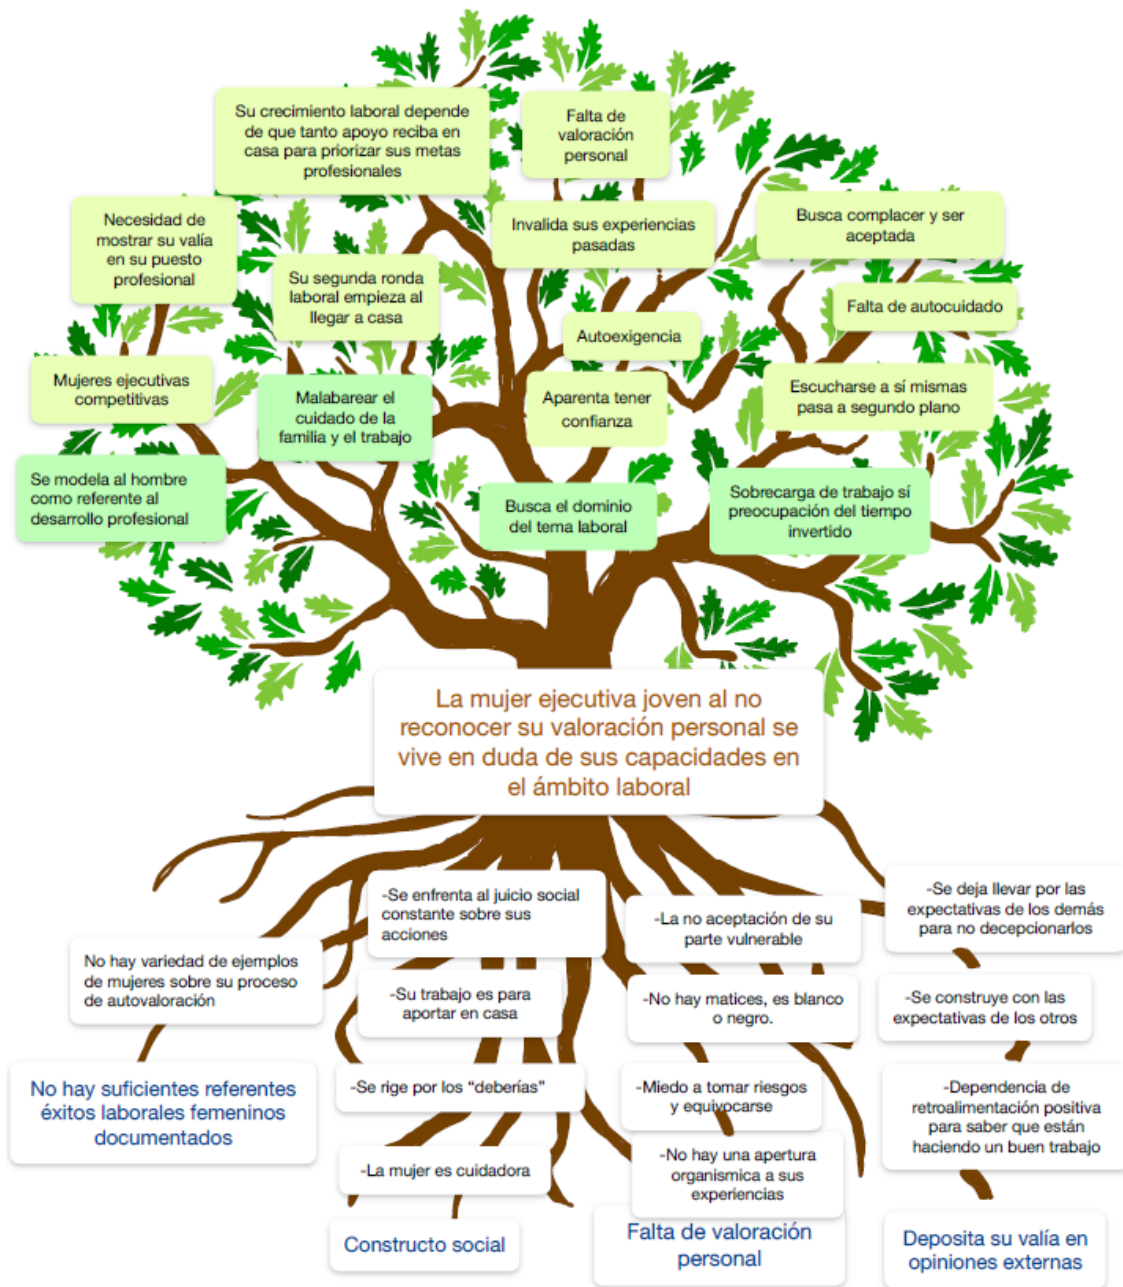 Su crecimiento laboral depende
de que tanto apoyo reciba en
casa para priorizar sus metas
profesionales
Falta de
valoración
personal
Necesidad de
mostrar su valía
en su puesto
profesional
Invalida sus experiencias
pasadas
Busca complacer y ser
aceptada
Su segunda ronda
laboral empieza al
llegar a casa
Falta de autocuidado
Autoexigencia
Mujeres ejecutivas
competitivas
Malabarear el
cuidado de la
familia y el trabajo
Aparenta tener
confianza
Escucharse a sí mismas
pasa a segundo plano
Se modela al hombre
como referente al
desarrollo profesional
Busca el dominio
del tema laboral
Sobrecarga de trabajo sí
preocupación del tiempo
invertido
La mujer ejecutiva joven al no
reconocer su valoración personal se
vive en duda de sus capacidades en
el ámbito laboral
No hay variedad de ejemplos
de mujeres sobre su proceso
de autovaloración
No hay suficientes referentes
éxitos laborales femeninos
documentados
-Se enfrenta al juicio social
constante sobre sus
acciones
-Su trabajo es para
aportar en casa
-Se rige por los “deberías”
-La mujer es cuidadora
Constructo social
-La no aceptación de su
parte vulnerable
-No hay matices, es blanco
o negro.
-Miedo a tomar riesgos
y equivocarse
-No hay una apertura
organismica a sus
experiencias
Falta de valoración
personal
-Se deja llevar por las
expectativas de los demás
para no decepcionarlos
-Se construye con las
expectativas de los otros
-Dependencia de
retroalimentación positiva
para saber que están
haciendo un buen trabajo
Deposita su valía en
opiniones externas